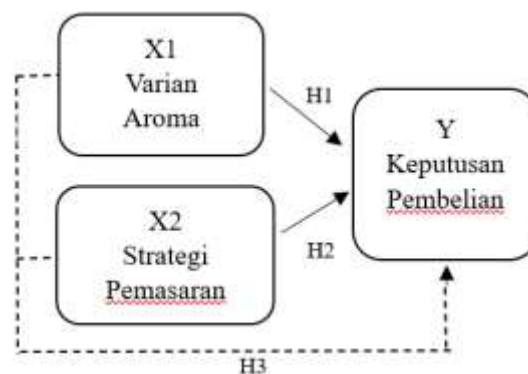 X1
Varian
Aroma
H1
Y
Keputusan
Pembelian
X2
Strategi
Pemasaran
H2
H3